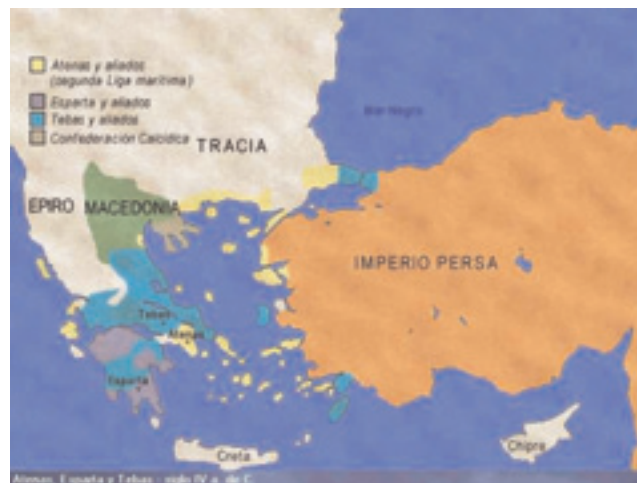 Atenas y aliados
(segunda Liga marítima)
Esparta y aliados
Tebas y aliados
Confederación Calcídica
Mar Negro
TRACIA
EPIRO MACEDONIA
IMPERIO PERSA
Tebas
Atenas
Esparta
Creta
Chipre
Atenas, Esparta y Tebas - siglo IV a. de C.